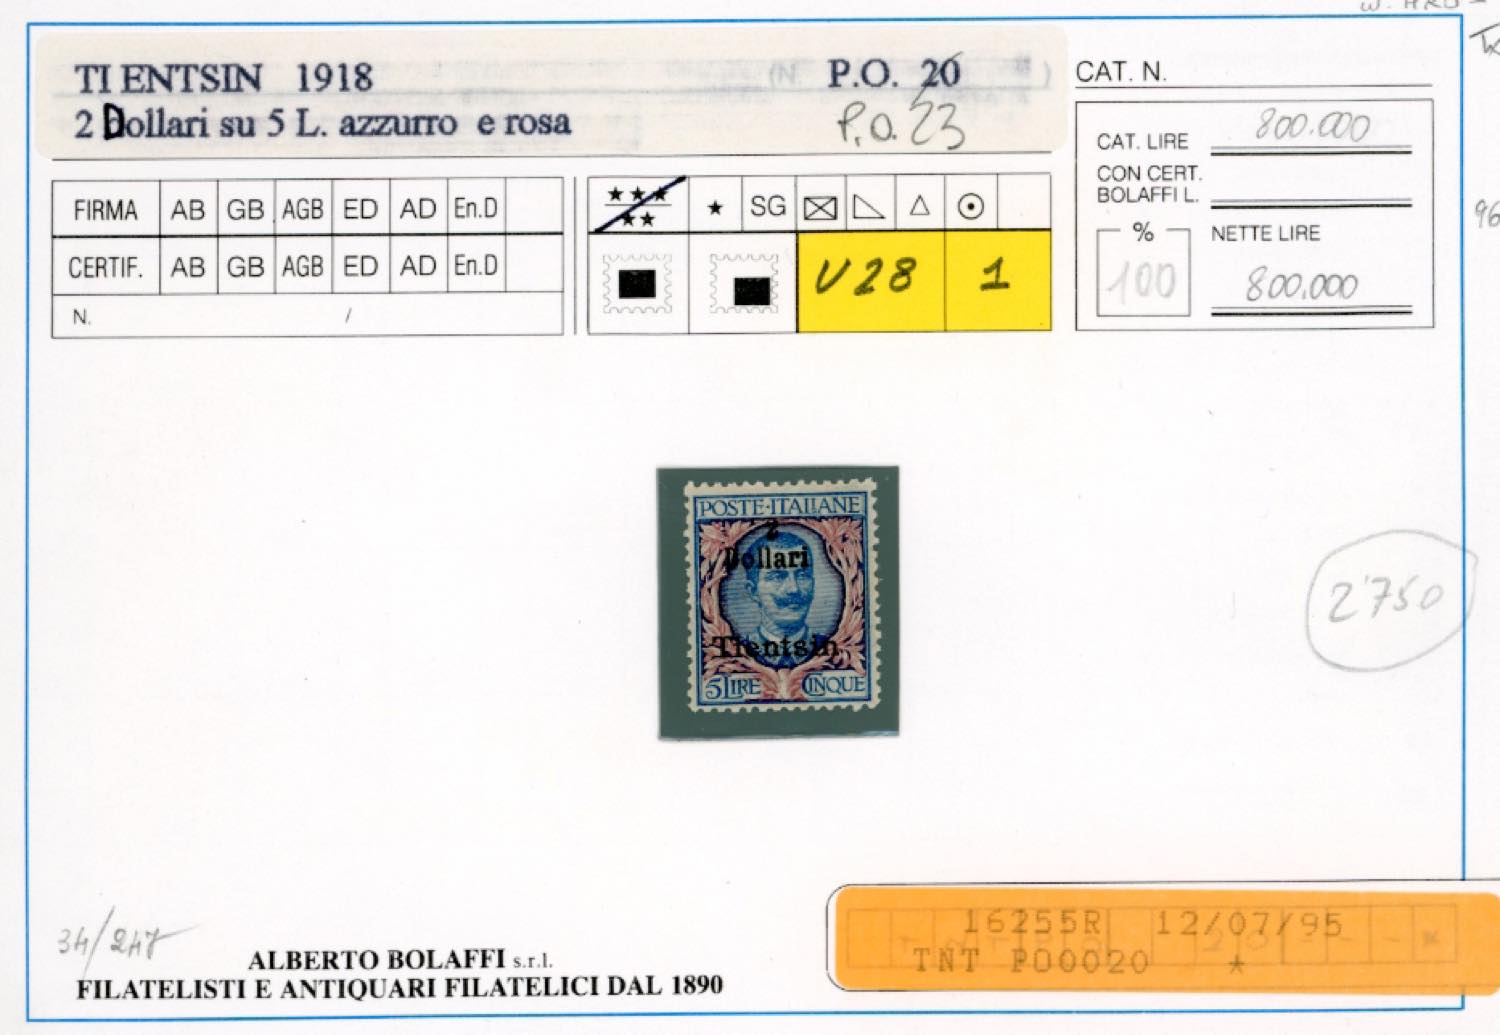 TIENTSIN 1918
P.O. 20
2 Dollari su 5 L. azzurro e rosa
P.O. 23
CAT. N.
CAT. LIRE 800.000
CON CERT.
BOLAFFI L.
% NETTE LIRE
100 800.000
FIRMA AB GB AGB ED AD En.D
CERTIF. AB GB AGB ED AD En.D
N. /
★★★
★★
★ SG
V28 1
POSTE·ITALIANE
2
Dollari
Tientsin
5 LIRE CINQUE
2'750
34/247
ALBERTO BOLAFFI s.r.l.
FILATELISTI E ANTIQUARI FILATELICI DAL 1890
16255R 12/07/95
TNT P00020 *
96